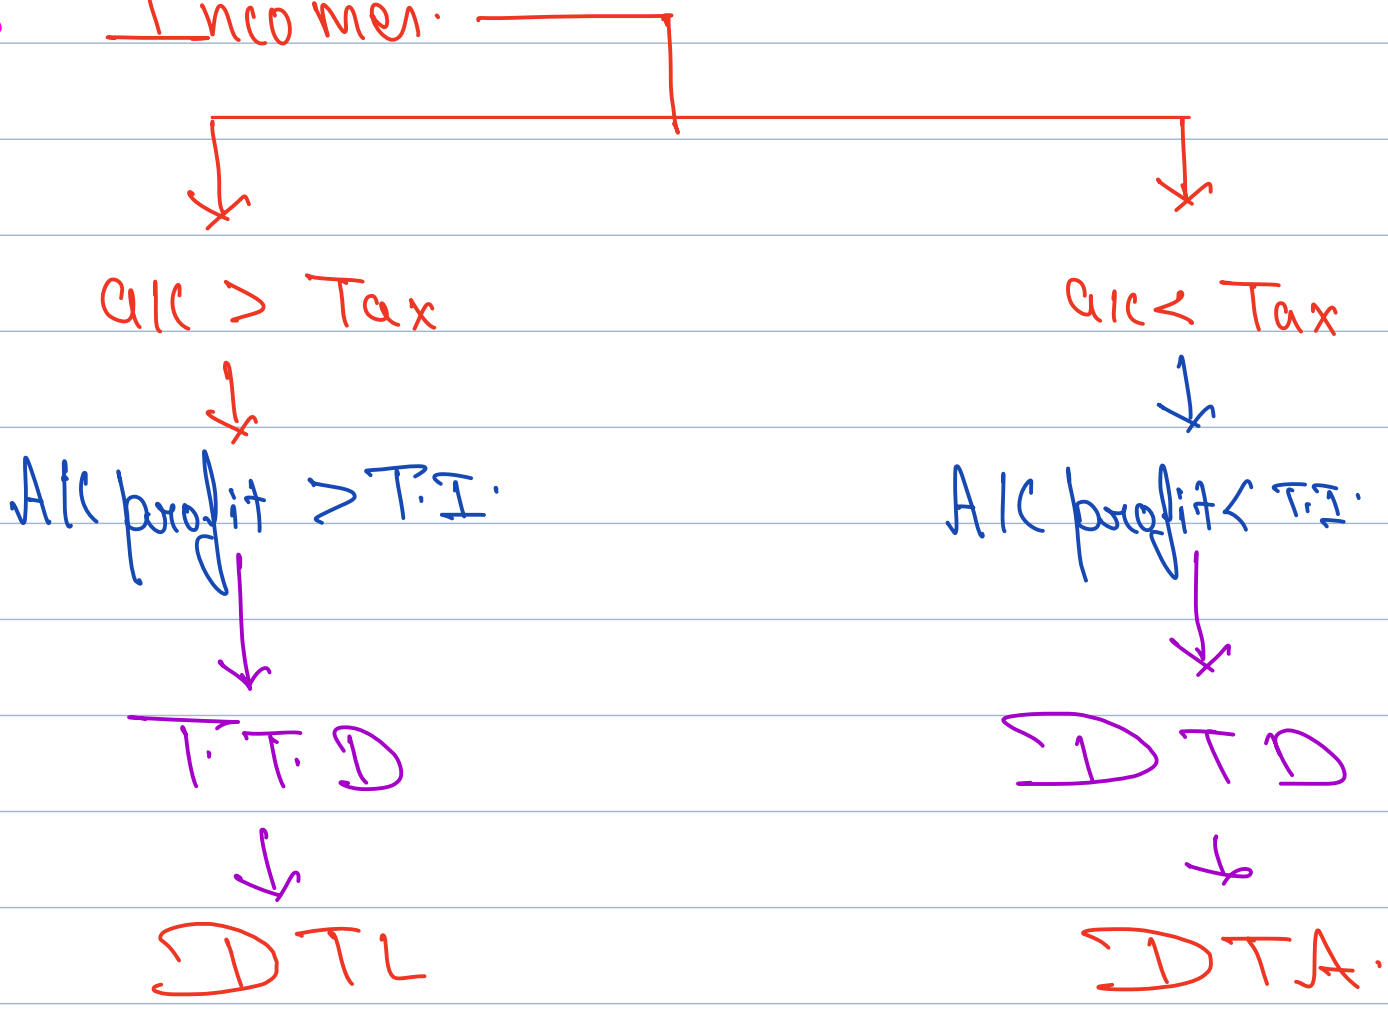 Income.
a/c > Tax
a/c < Tax
A/C profit > T.I.
A/C profit < T.I.
T.T.D
DTD
DTL
DTA.